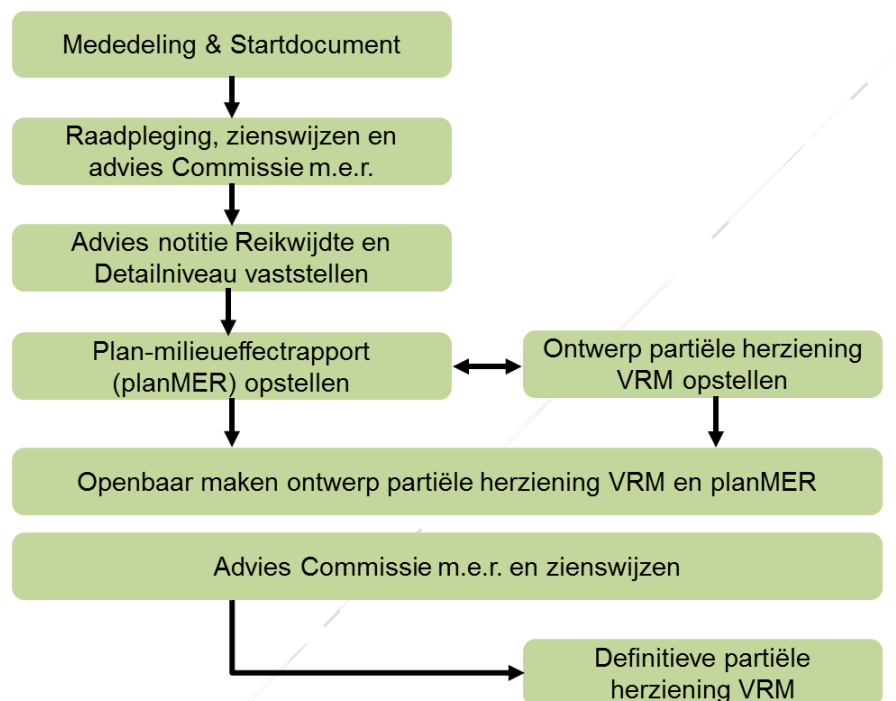 Mededeling & Startdocument
Raadpleging, zienswijzen en
advies Commissie m.e.r.
Advies notitie Reikwijdte en
Detailniveau vaststellen
Plan-milieueffectrapport
(planMER) opstellen
Ontwerp partiële herziening
VRM opstellen
Openbaar maken ontwerp partiële herziening VRM en planMER
Advies Commissie m.e.r. en zienswijzen
Definitieve partiële
herziening VRM